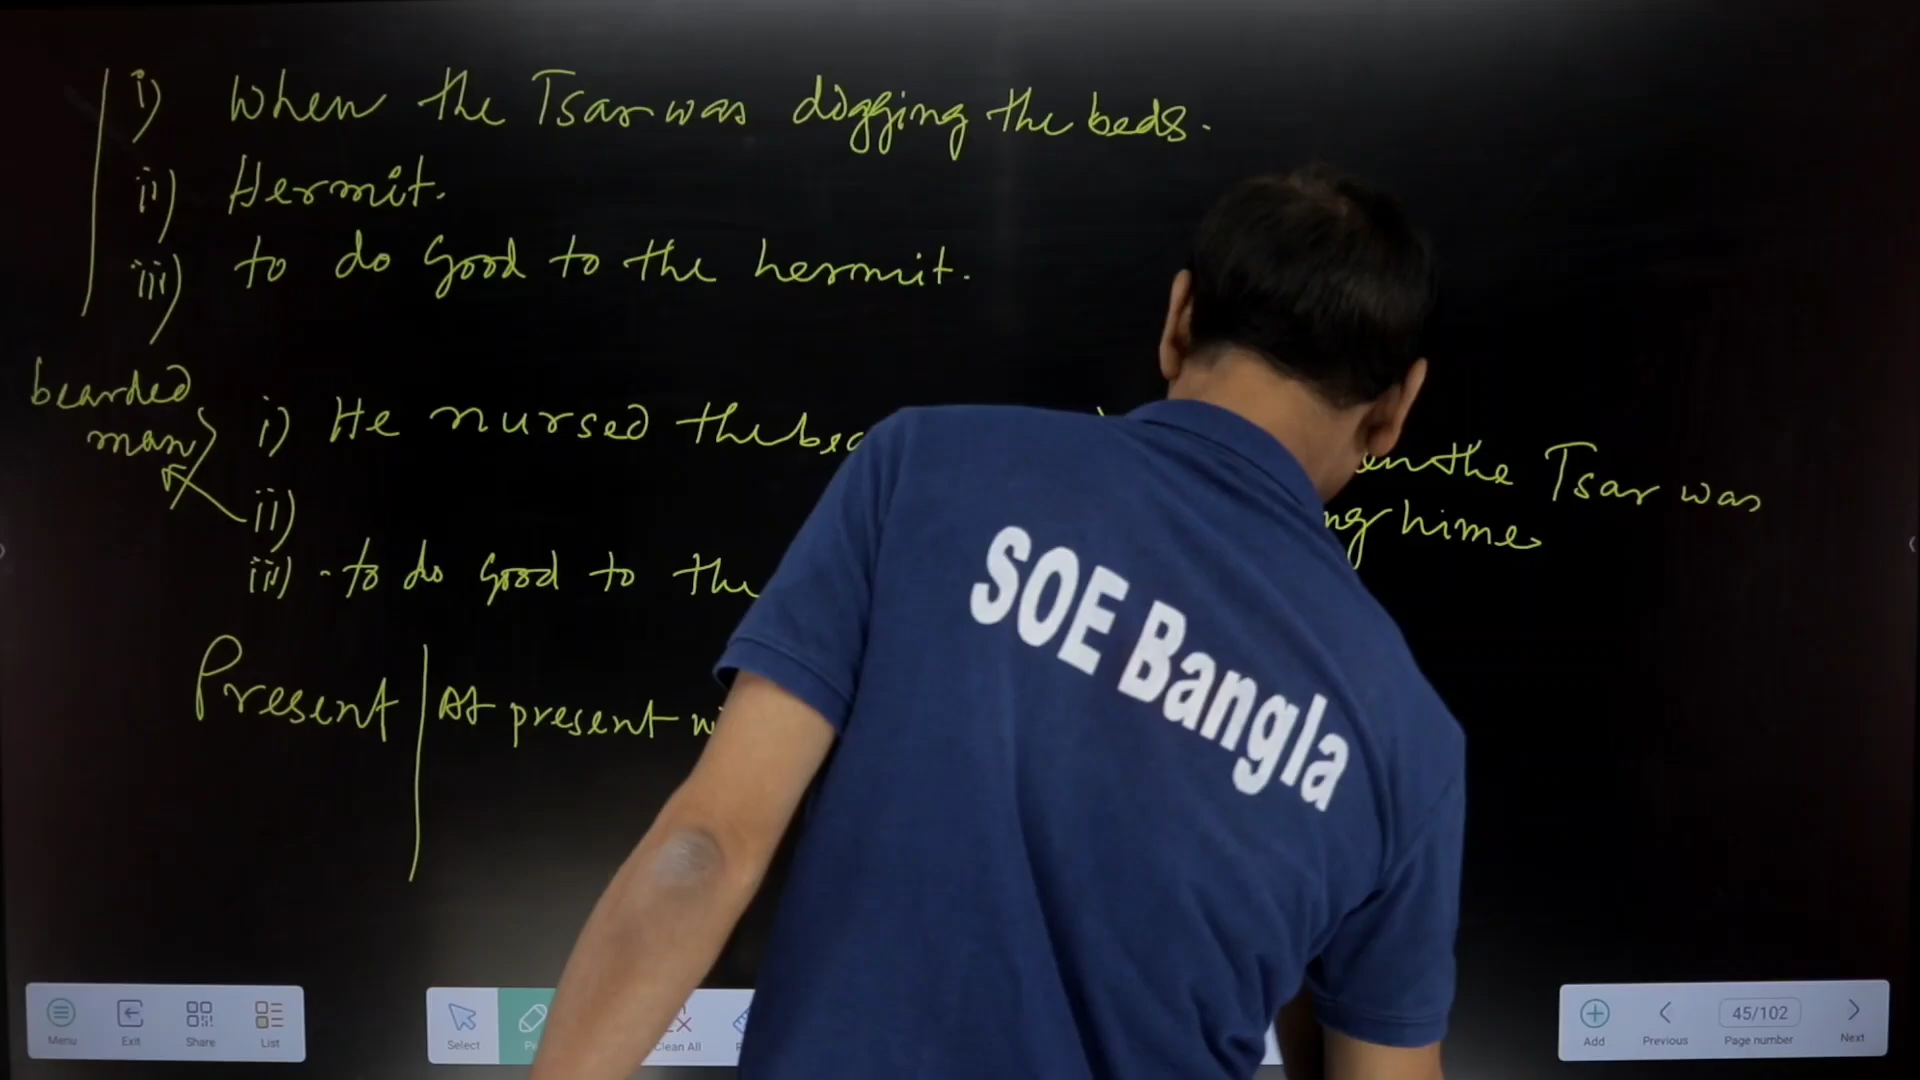 i) When the Tsar was digging the beds.
ii) Hermit.
iii) to do good to the hermit.
bearded
man
i) He nursed the
the Tsar was
ii)
hime
iii) - to do good to the
Present | At present
SOE Bangla
Menu
Exit
Share
List
Select
Clean All
Add
Previous
45/102
Page number
Next